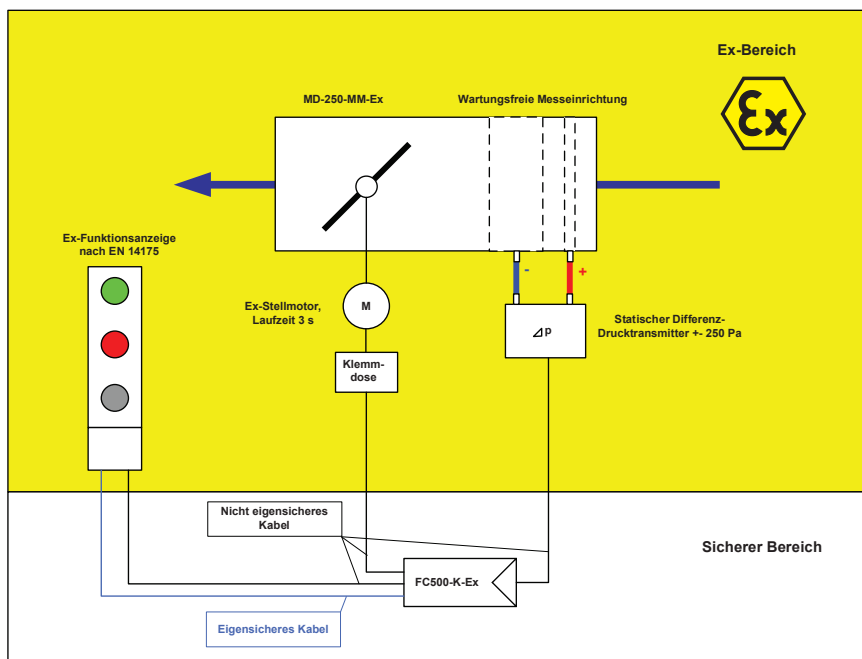 Ex-Bereich
MD-250-MM-Ex
Wartungsfreie Messeinrichtung
Ex
Ex-Funktionsanzeige
nach EN 14175
-
+
Ex-Stellmotor,
Laufzeit 3 s
M
Statischer Differenz-
Drucktransmitter +- 250 Pa
⊿p
Klemm-
dose
Nicht eigensicheres
Kabel
Sicherer Bereich
FC500-K-Ex
Eigensicheres Kabel